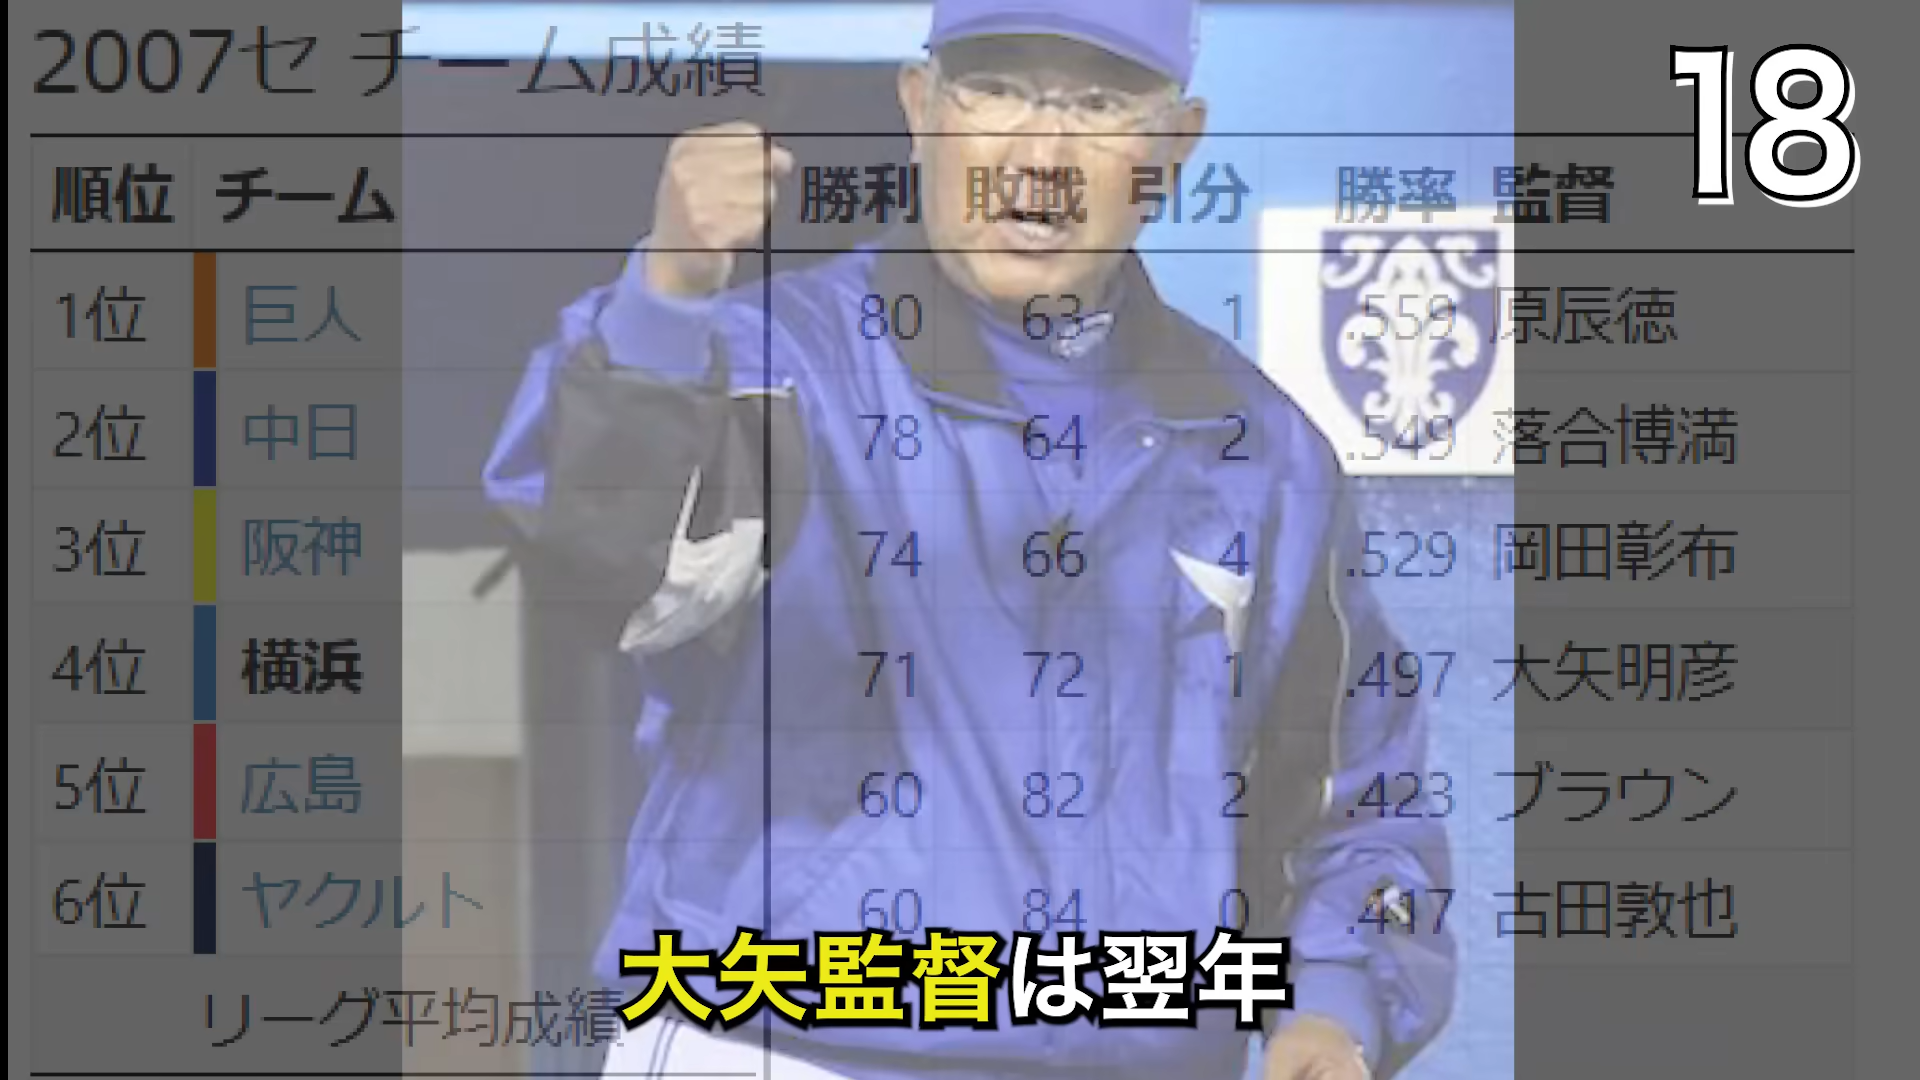 2007セ チーム成績
18
順位 チーム 勝利 敗戦 引分 勝率 監督
1位 巨人 80 63 1 .559 原辰徳
2位 中日 78 64 2 .549 落合博満
3位 阪神 74 66 4 .529 岡田彰布
4位 横浜 71 72 1 .497 大矢明彦
5位 広島 60 82 2 .423 ブラウン
6位 ヤクルト 60 84 0 .417 古田敦也
大矢監督は翌年
リーグ平均成績